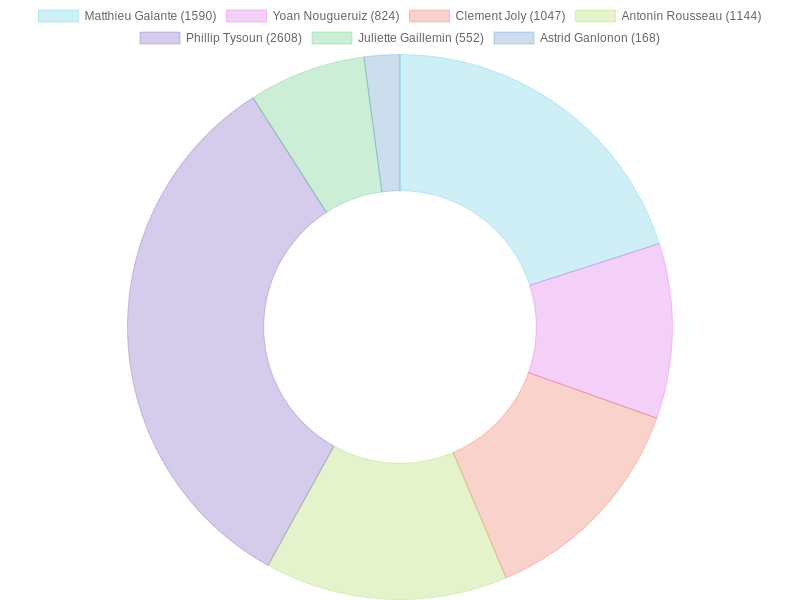 Matthieu Galante (1590) Yoan Nougueruiz (824) Clement Joly (1047) Antonin Rousseau (1144)
Phillip Tysoun (2608) Juliette Gaillemin (552) Astrid Ganlonon (168)